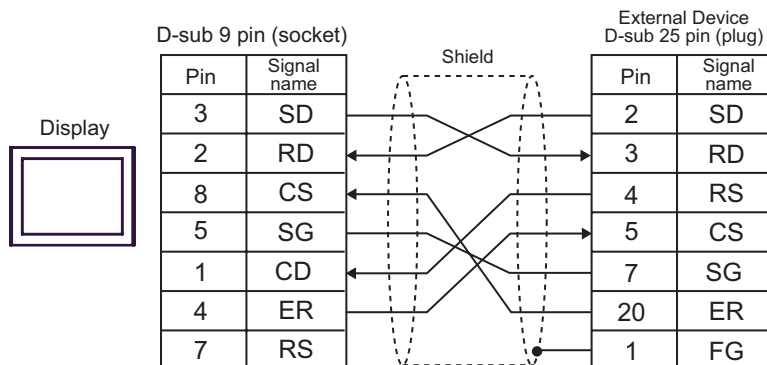 External Device
D-sub 9 pin (socket) D-sub 25 pin (plug)
Shield
Display
Pin Signal name Pin Signal name
3 SD 2 SD
2 RD 3 RD
8 CS 4 RS
5 SG 5 CS
1 CD 7 SG
4 ER 20 ER
7 RS 1 FG